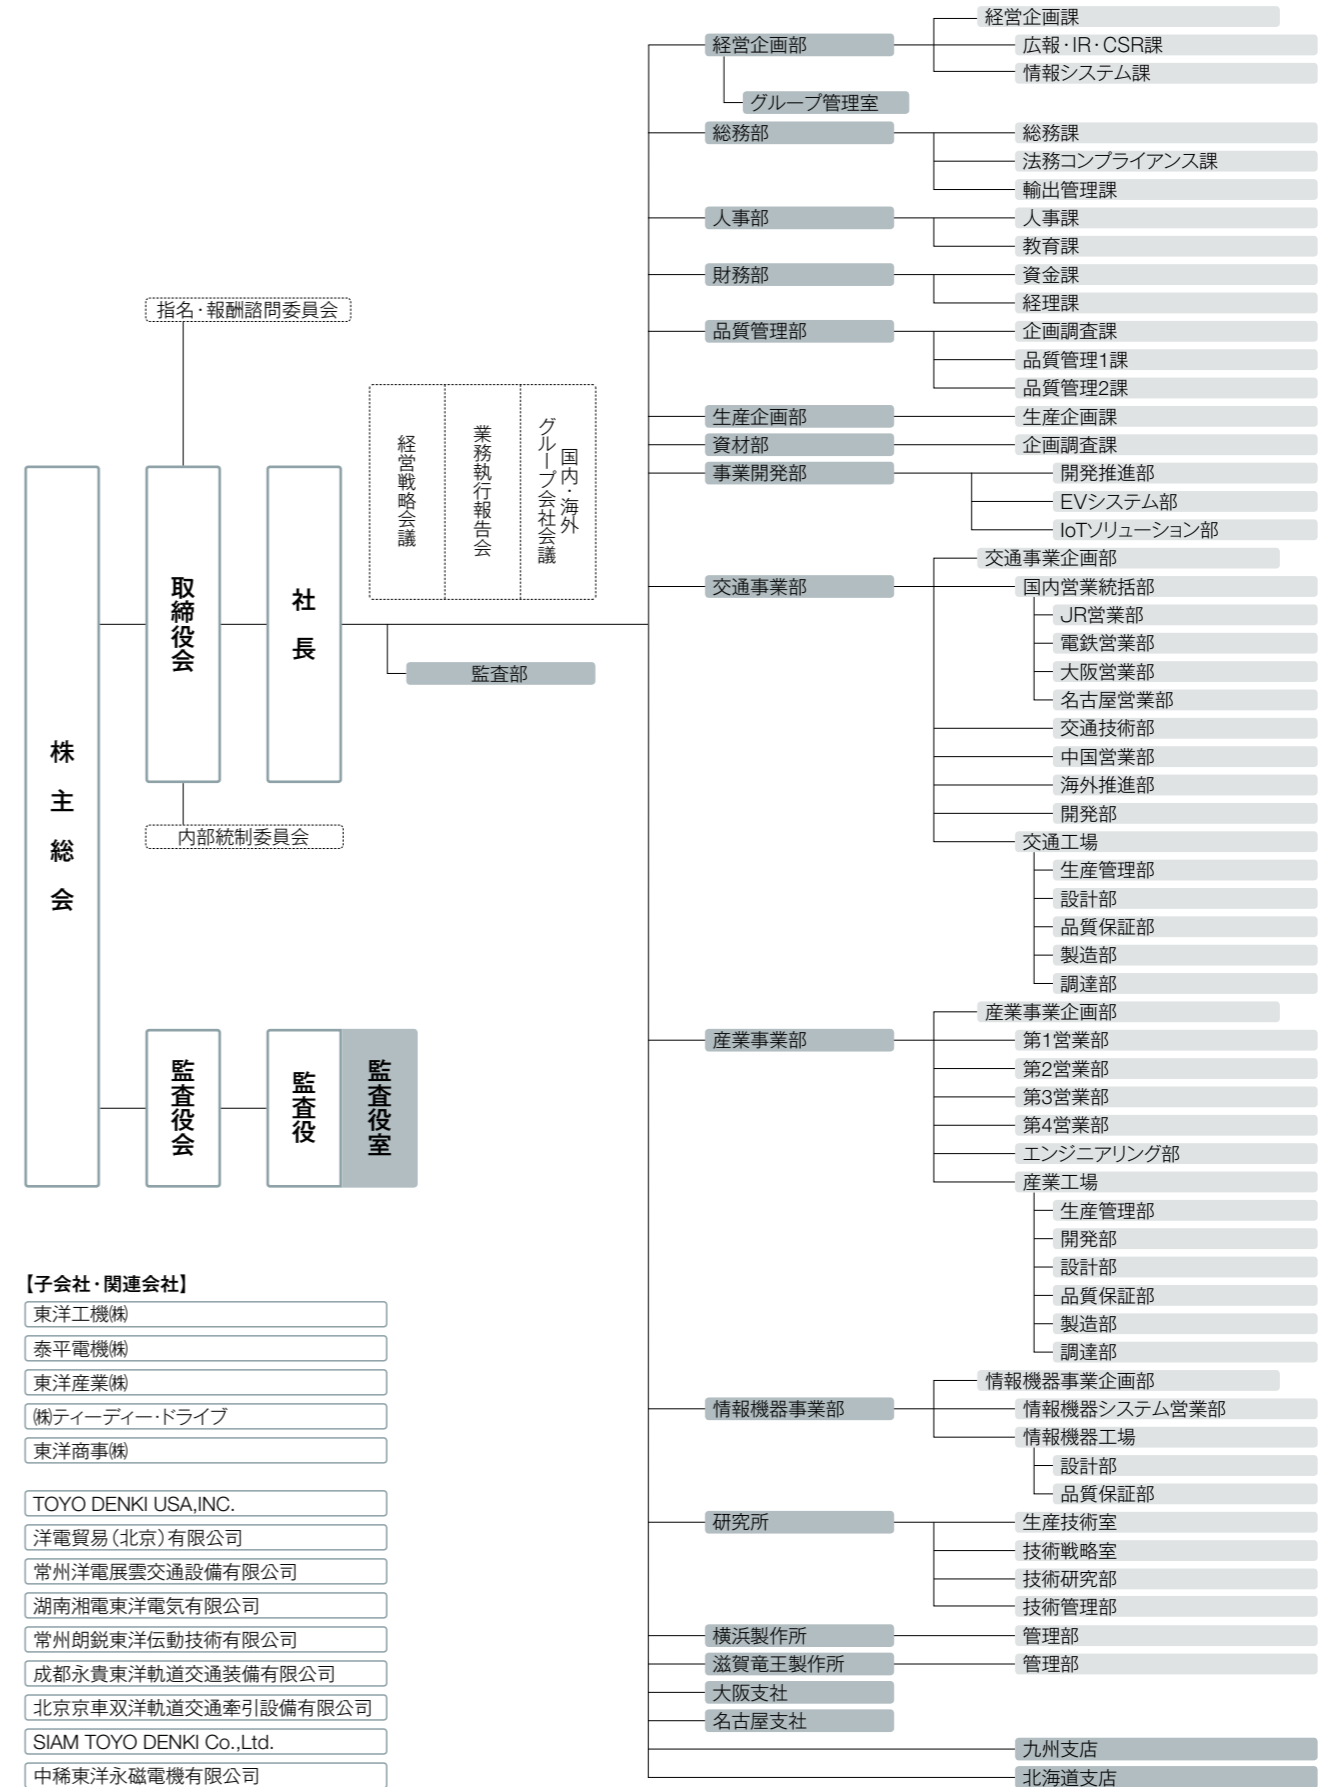 指名・報酬諮問委員会
経営戦略会議
業務執行報告会
国内・海外
グループ会社会議
株主総会
取締役会
社長
監査部
内部統制委員会
監査役会
監査役
監査役室
経営企画部
経営企画課
広報・IR・CSR課
情報システム課
グループ管理室
総務部
総務課
法務コンプライアンス課
輸出管理課
人事部
人事課
教育課
財務部
資金課
経理課
品質管理部
企画調査課
品質管理1課
品質管理2課
生産企画部
生産企画課
資材部
企画調査課
事業開発部
開発推進部
EVシステム部
IoTソリューション部
交通事業部
交通事業企画部
国内営業統括部
JR営業部
電鉄営業部
大阪営業部
名古屋営業部
交通技術部
中国営業部
海外推進部
開発部
交通工場
生産管理部
設計部
品質保証部
製造部
調達部
産業事業部
産業事業企画部
第1営業部
第2営業部
第3営業部
第4営業部
エンジニアリング部
産業工場
生産管理部
開発部
設計部
品質保証部
製造部
調達部
情報機器事業部
情報機器事業企画部
情報機器システム営業部
情報機器工場
設計部
品質保証部
研究所
生産技術室
技術戦略室
技術研究部
技術管理部
横浜製作所
管理部
滋賀竜王製作所
管理部
大阪支社
名古屋支社
九州支店
北海道支店
【子会社・関連会社】
東洋工機㈱
泰平電機㈱
東洋産業㈱
㈱ティーディー・ドライブ
東洋商事㈱
TOYO DENKI USA,INC.
洋電貿易（北京）有限公司
常州洋電展雲交通設備有限公司
湖南湘電東洋電気有限公司
常州朗鋭東洋伝動技術有限公司
成都永貴東洋軌道交通装備有限公司
北京京車双洋軌道交通牽引設備有限公司
SIAM TOYO DENKI Co.,Ltd.
中稀東洋永磁電機有限公司